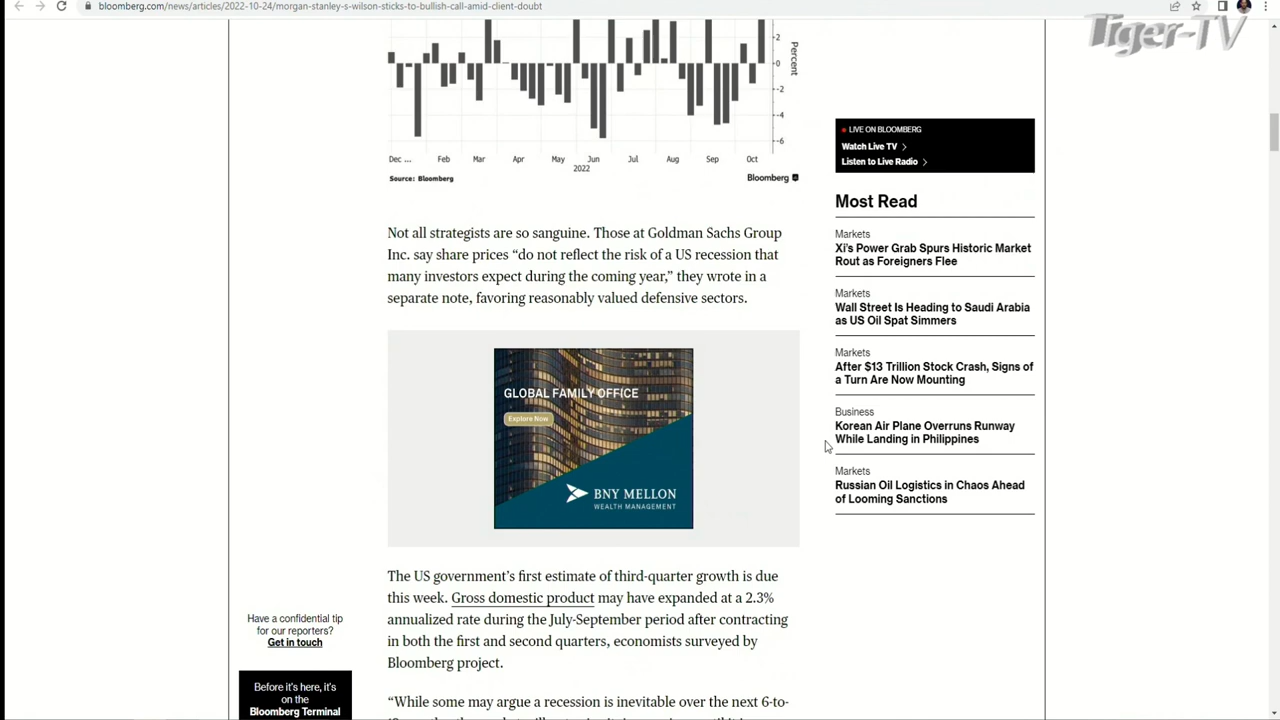 bloomberg.com/news/articles/2022-10-24/morgan-stanley-s-wilson-sticks-to-bullish-call-amid-client-doubt
Tiger-TV
2
0
-2
-4
-6
Percent
Dec ... Feb Mar Apr May Jun Jul Aug Sep Oct
2022
Source: Bloomberg
Bloomberg
Not all strategists are so sanguine. Those at Goldman Sachs Group
Inc. say share prices “do not reflect the risk of a US recession that
many investors expect during the coming year,” they wrote in a
separate note, favoring reasonably valued defensive sectors.
GLOBAL FAMILY OFFICE
Explore Now
BNY MELLON
WEALTH MANAGEMENT
The US government’s first estimate of third-quarter growth is due
this week. Gross domestic product may have expanded at a 2.3%
annualized rate during the July-September period after contracting
in both the first and second quarters, economists surveyed by
Bloomberg project.
“While some may argue a recession is inevitable over the next 6-to-
Have a confidential tip
for our reporters?
Get in touch
Before it’s here, it’s
on the
Bloomberg Terminal
LIVE ON BLOOMBERG
Watch Live TV
Listen to Live Radio
Most Read
Markets
Xi’s Power Grab Spurs Historic Market
Rout as Foreigners Flee
Markets
Wall Street Is Heading to Saudi Arabia
as US Oil Spat Simmers
Markets
After $13 Trillion Stock Crash, Signs of
a Turn Are Now Mounting
Business
Korean Air Plane Overruns Runway
While Landing in Philippines
Markets
Russian Oil Logistics in Chaos Ahead
of Looming Sanctions